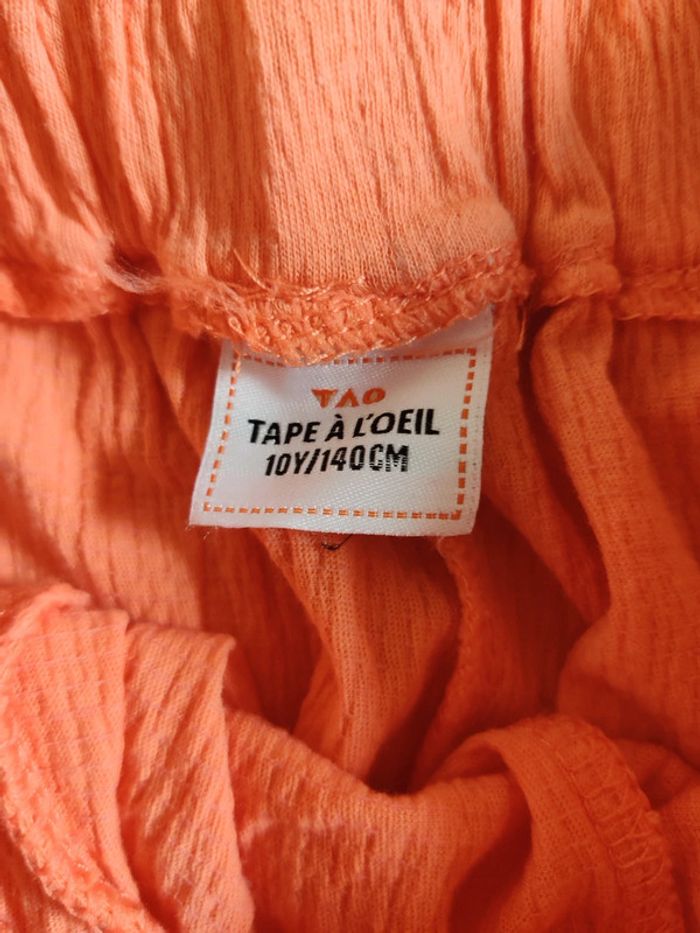 TAO
TAPE À L'OEIL
10Y/140CM